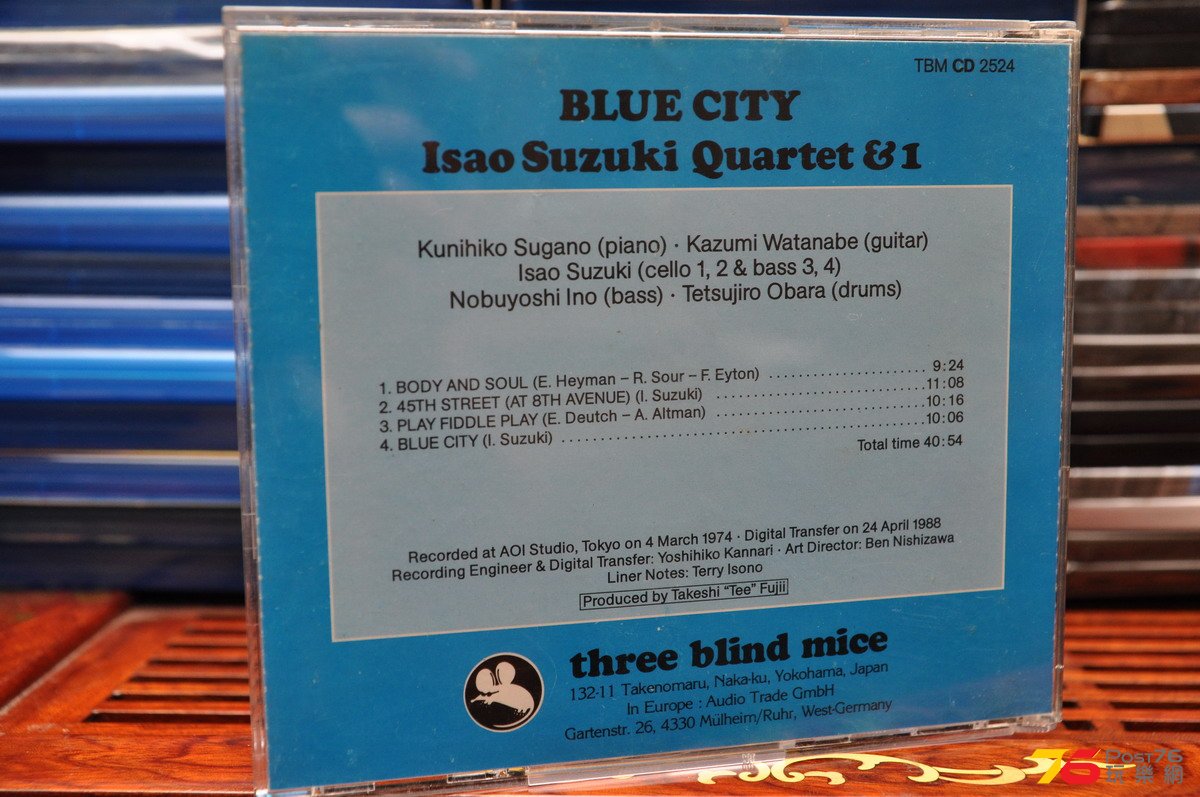 TBM CD 2524
BLUE CITY
Isao Suzuki Quartet & 1
Kunihiko Sugano (piano) · Kazumi Watanabe (guitar)
Isao Suzuki (cello 1, 2 & bass 3, 4)
Nobuyoshi Ino (bass) · Tetsujiro Obara (drums)
1. BODY AND SOUL (E. Heyman – R. Sour – F. Eyton) ........................ 9:24
2. 45TH STREET (AT 8TH AVENUE) (I. Suzuki) ................................ 11:08
3. PLAY FIDDLE PLAY (E. Deutch – A. Altman) ................................ 10:16
4. BLUE CITY (I. Suzuki) ........................................................ 10:06
Total time 40:54
Recorded at AOI Studio, Tokyo on 4 March 1974 · Digital Transfer on 24 April 1988
Recording Engineer & Digital Transfer: Yoshihiko Kannari · Art Director: Ben Nishizawa
Liner Notes: Terry Isono
Produced by Takeshi "Tee" Fujii
three blind mice
132-11 Takenomaru, Naka-ku, Yokohama, Japan
In Europe : Audio Trade GmbH
Gartenstr. 26, 4330 Mülheim/Ruhr, West-Germany
76 Post76
玩樂網